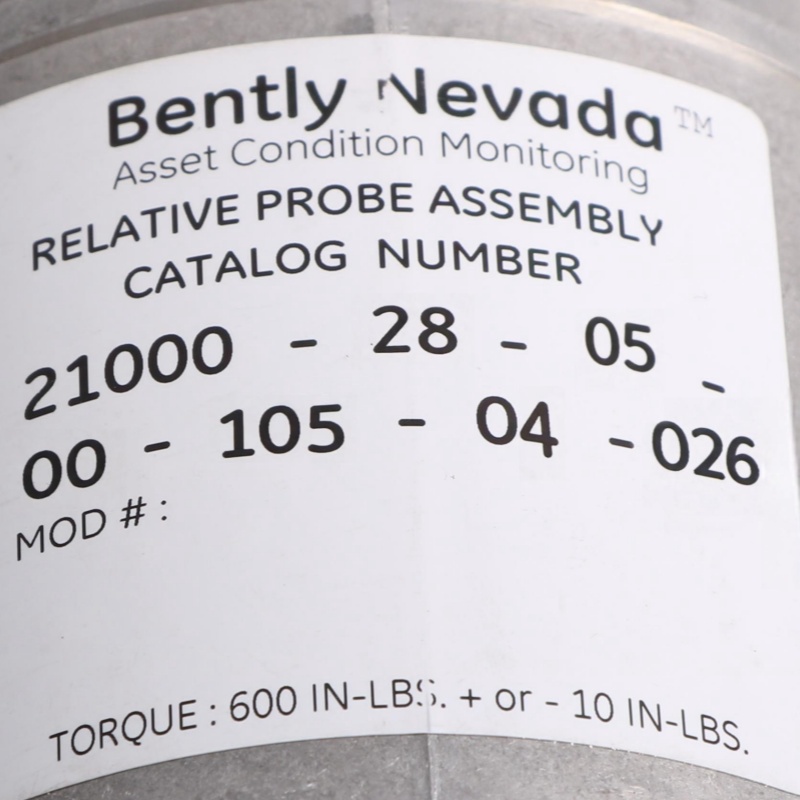 Bently Nevada™
Asset Condition Monitoring
RELATIVE PROBE ASSEMBLY
CATALOG NUMBER
21000 - 28 - 05 -
00 - 105 - 04 - 026
MOD # :
TORQUE : 600 IN-LBS. + or - 10 IN-LBS.